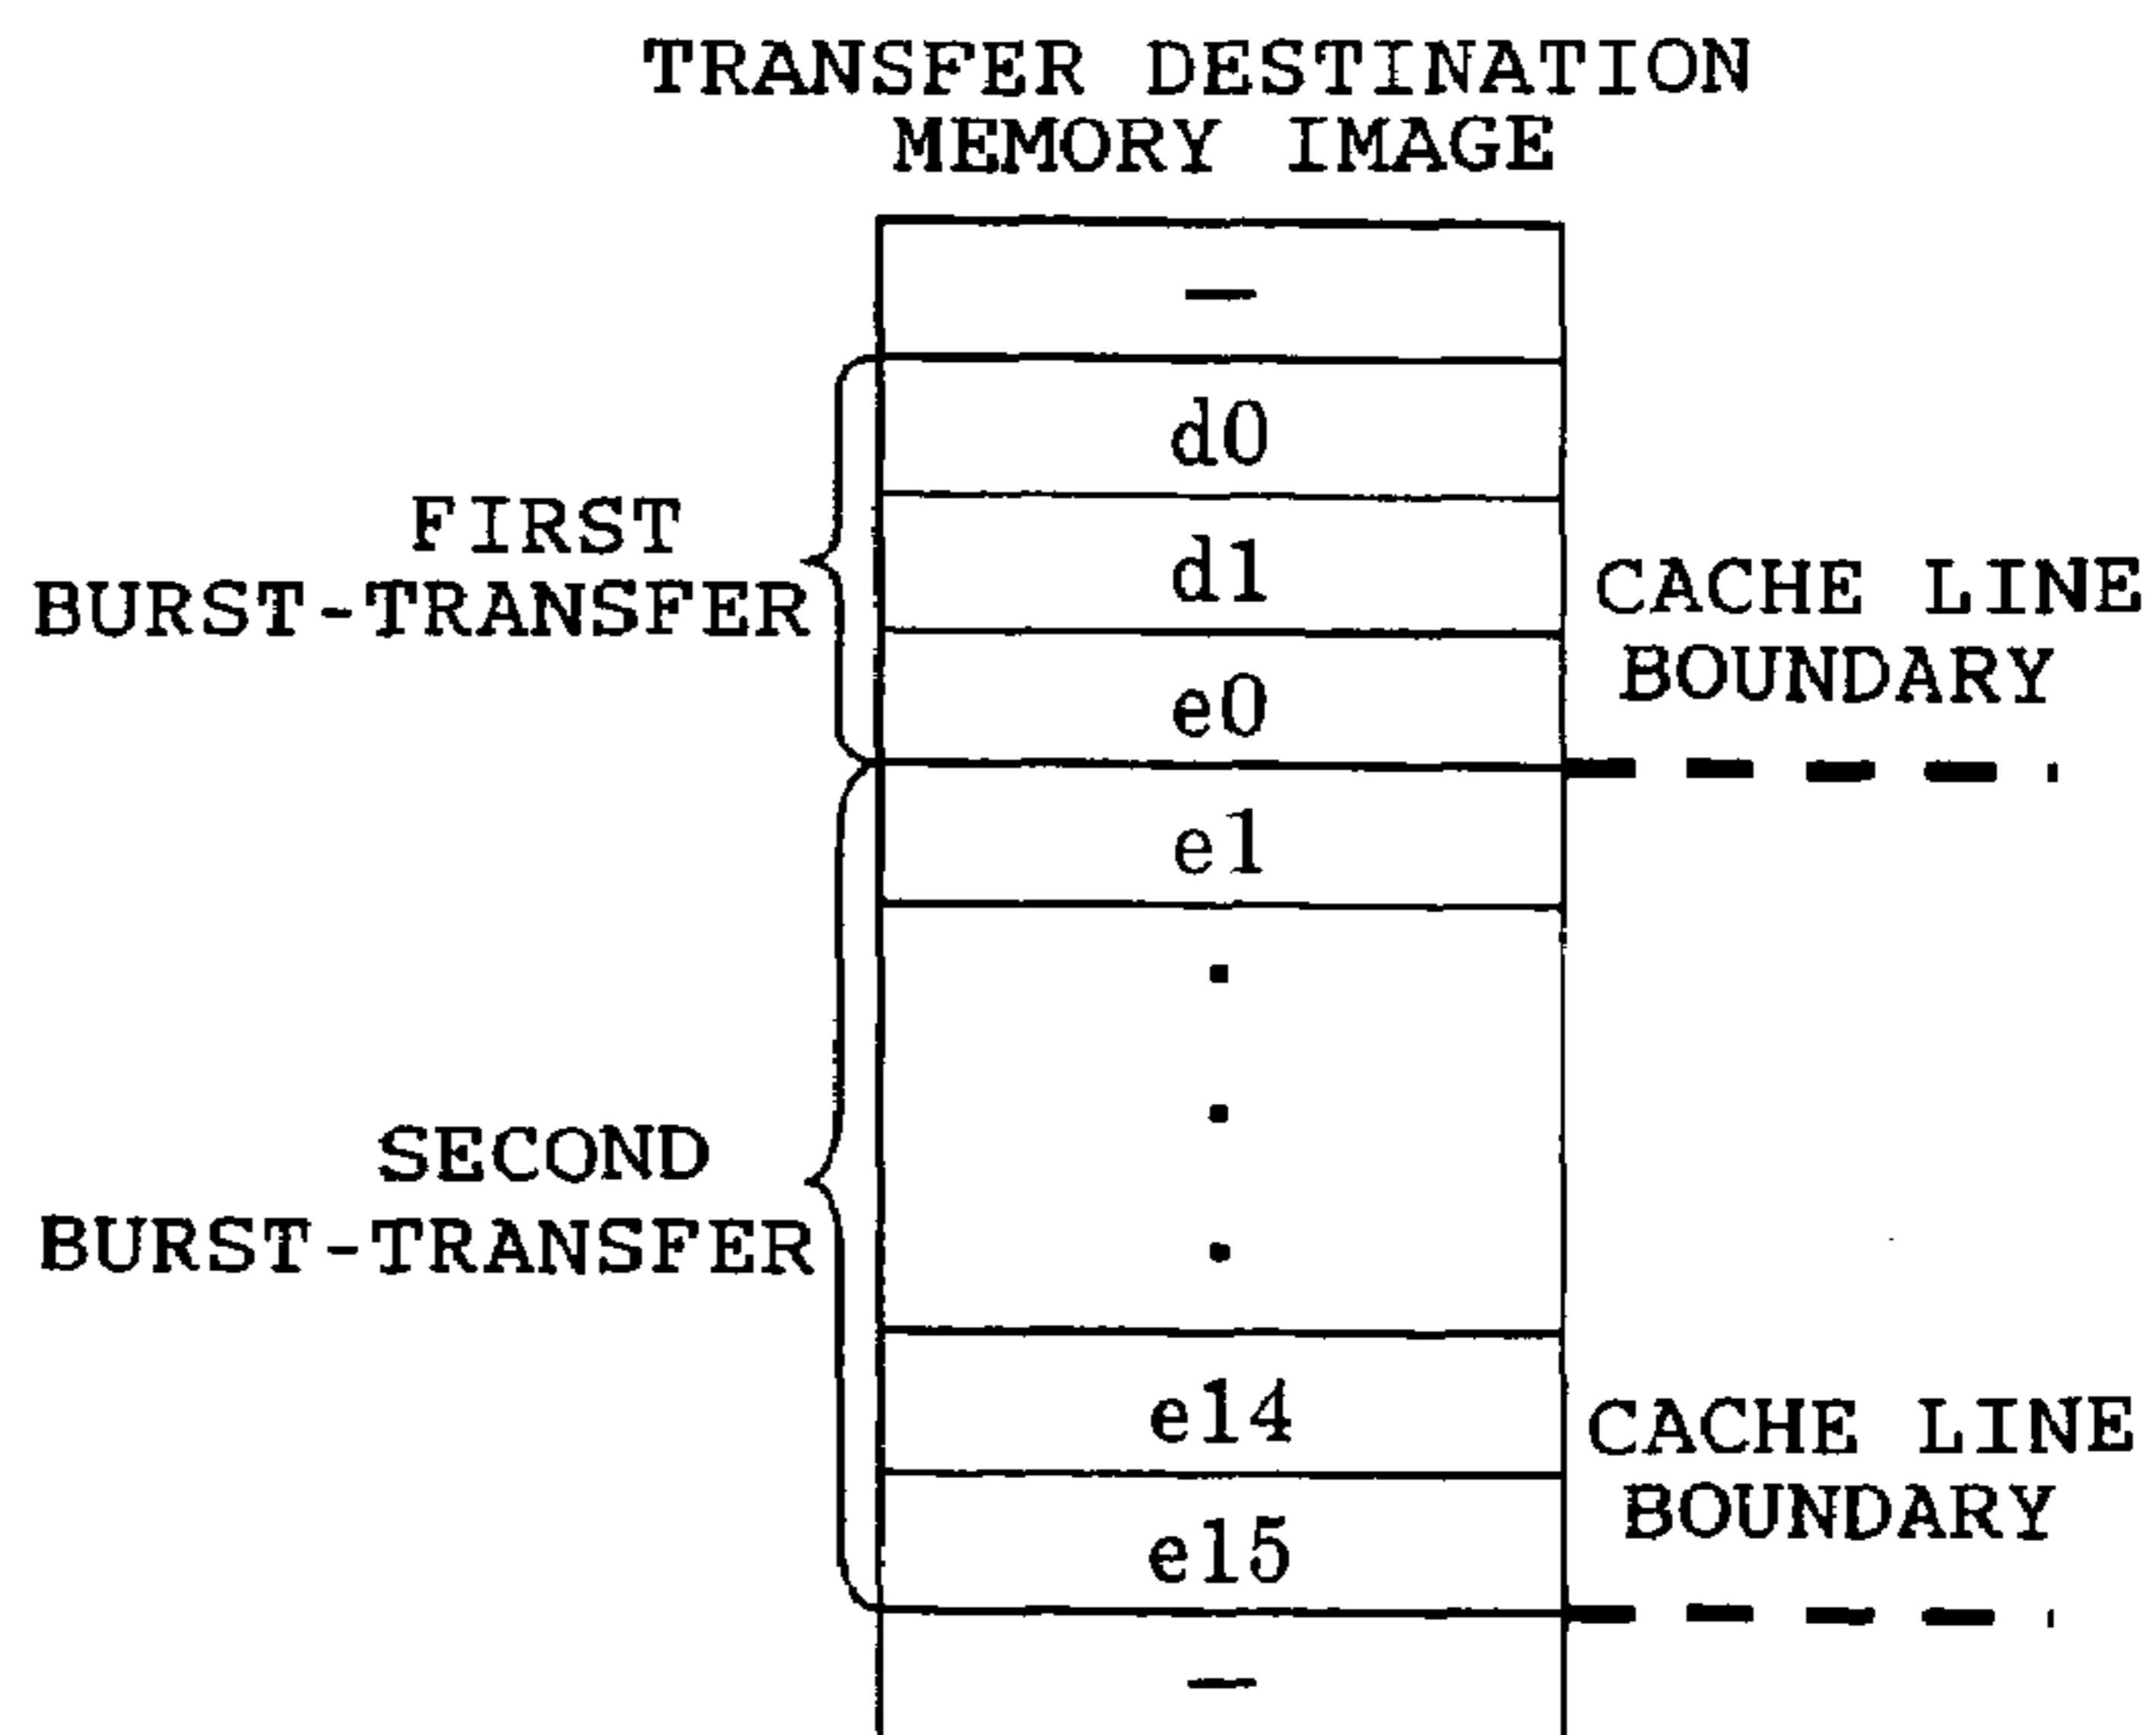 TRANSFER DESTINATION
MEMORY IMAGE
—
d0
FIRST
BURST-TRANSFER
d1
CACHE LINE
BOUNDARY
e0
e1
.
.
.
SECOND
BURST-TRANSFER
e14
CACHE LINE
BOUNDARY
e15
—